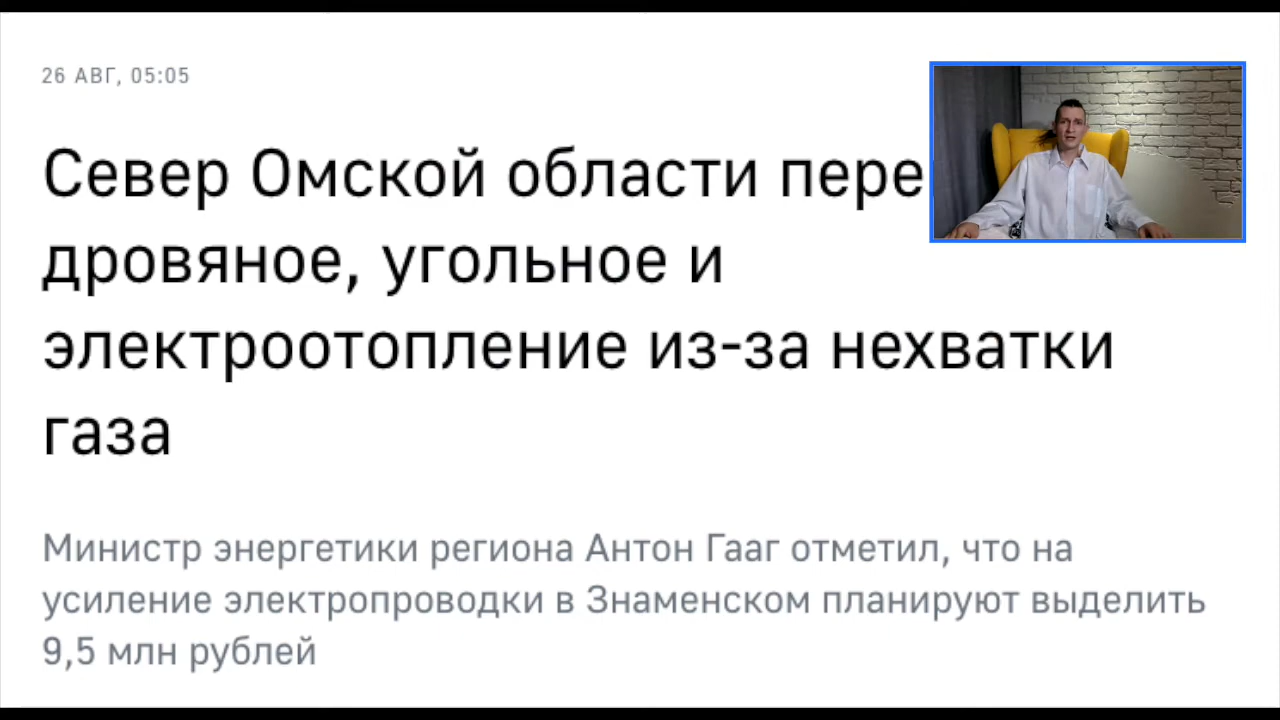 26 АВГ, 05:05
Север Омской области пере
дровяное, угольное и
электроотопление из-за нехватки
газа
Министр энергетики региона Антон Гааг отметил, что на
усиление электропроводки в Знаменском планируют выделить
9,5 млн рублей